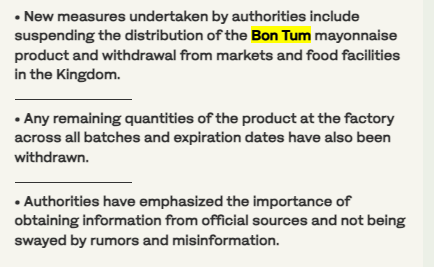 • New measures undertaken by authorities include
suspending the distribution of the Bon Tum mayonnaise
product and withdrawal from markets and food facilities
in the Kingdom.
• Any remaining quantities of the product at the factory
across all batches and expiration dates have also been
withdrawn.
• Authorities have emphasized the importance of
obtaining information from official sources and not being
swayed by rumors and misinformation.